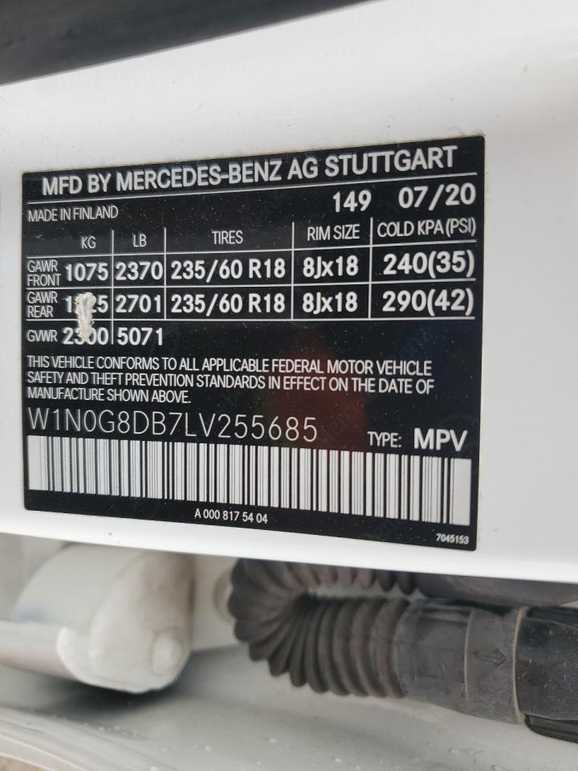 MFD BY MERCEDES-BENZ AG STUTTGART
MADE IN FINLAND 149 07/20
KG LB TIRES RIM SIZE COLD KPA (PSI)
GAWR FRONT 1075 2370 235/60 R18 8Jx18 240(35)
GAWR REAR 2701 235/60 R18 8Jx18 290(42)
GVWR 2300 5071
THIS VEHICLE CONFORMS TO ALL APPLICABLE FEDERAL MOTOR VEHICLE
SAFETY AND THEFT PREVENTION STANDARDS IN EFFECT ON THE DATE OF
MANUFACTURE SHOWN ABOVE.
W1N0G8DB7LV255685 TYPE: MPV
A 000 817 54 04
7045153